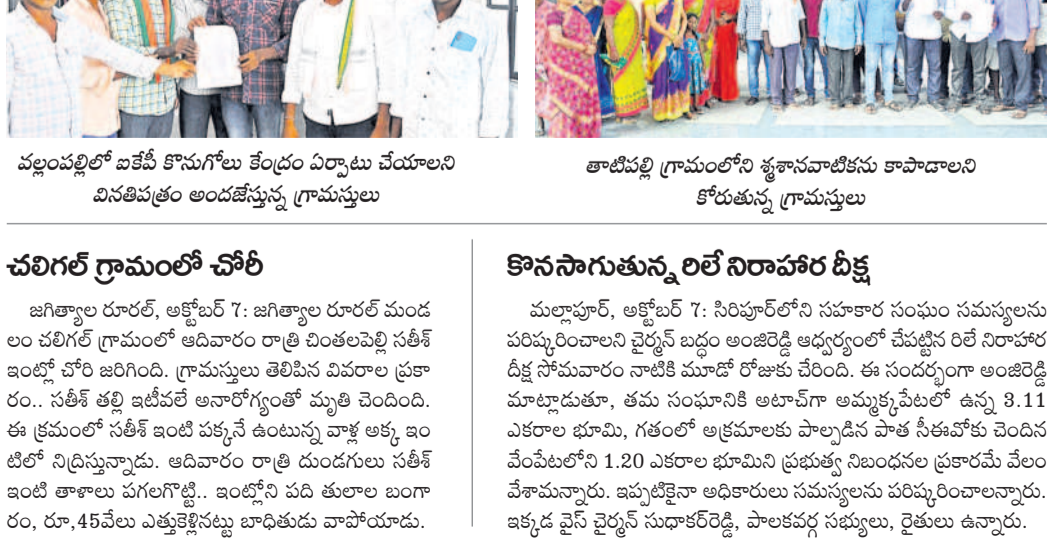 వల్లంపల్లిలో ఐకేపీ కొనుగోలు కేంద్రం ఏర్పాటు చేయాలని
వినతిపత్రం అందజేస్తున్న గ్రామస్తులు
తాటిపల్లి గ్రామంలోని శ్మశానవాటికను కాపాడాలని
కోరుతున్న గ్రామస్తులు
చలిగల్ గ్రామంలో చోరీ
జగిత్యాల రూరల్, అక్టోబర్ 7: జగిత్యాల రూరల్ మండ
లం చలిగల్ గ్రామంలో ఆదివారం రాత్రి చింతలపెల్లి సతీశ్
ఇంట్లో చోరి జరిగింది. గ్రామస్తులు తెలిపిన వివరాల ప్రకా
రం.. సతీశ్ తల్లి ఇటీవలే అనారోగ్యంతో మృతి చెందింది.
ఈ క్రమంలో సతీశ్ ఇంటి పక్కనే ఉంటున్న వాళ్ల అక్క ఇం
టిలో నిద్రిస్తున్నాడు. ఆదివారం రాత్రి దుండగులు సతీశ్
ఇంటి తాళాలు పగలగొట్టి.. ఇంట్లోని పది తులాల బంగా
రం, రూ,45వేలు ఎత్తుకెళ్లినట్టు బాధితుడు వాపోయాడు.
కొనసాగుతున్న రిలే నిరాహార దీక్ష
మల్లాపూర్, అక్టోబర్ 7: సిరిపూర్‌లోని సహకార సంఘం సమస్యలను
పరిష్కరించాలని చైర్మన్ బద్దం అంజిరెడ్డి ఆధ్వర్యంలో చేపట్టిన రిలే నిరాహార
దీక్ష సోమవారం నాటికి మూడో రోజుకు చేరింది. ఈ సందర్భంగా అంజిరెడ్డి
మాట్లాడుతూ, తమ సంఘానికి అటాచ్‌గా అమ్మక్కపేటలో ఉన్న 3.11
ఎకరాల భూమి, గతంలో అక్రమాలకు పాల్పడిన పాత సీఈవోకు చెందిన
వేంపేటలోని 1.20 ఎకరాల భూమిని ప్రభుత్వ నిబంధనల ప్రకారమే వేలం
వేశామన్నారు. ఇప్పటికైనా అధికారులు సమస్యలను పరిష్కరించాలన్నారు.
ఇక్కడ వైస్ చైర్మన్ సుధాకర్‌రెడ్డి, పాలకవర్గ సభ్యులు, రైతులు ఉన్నారు.